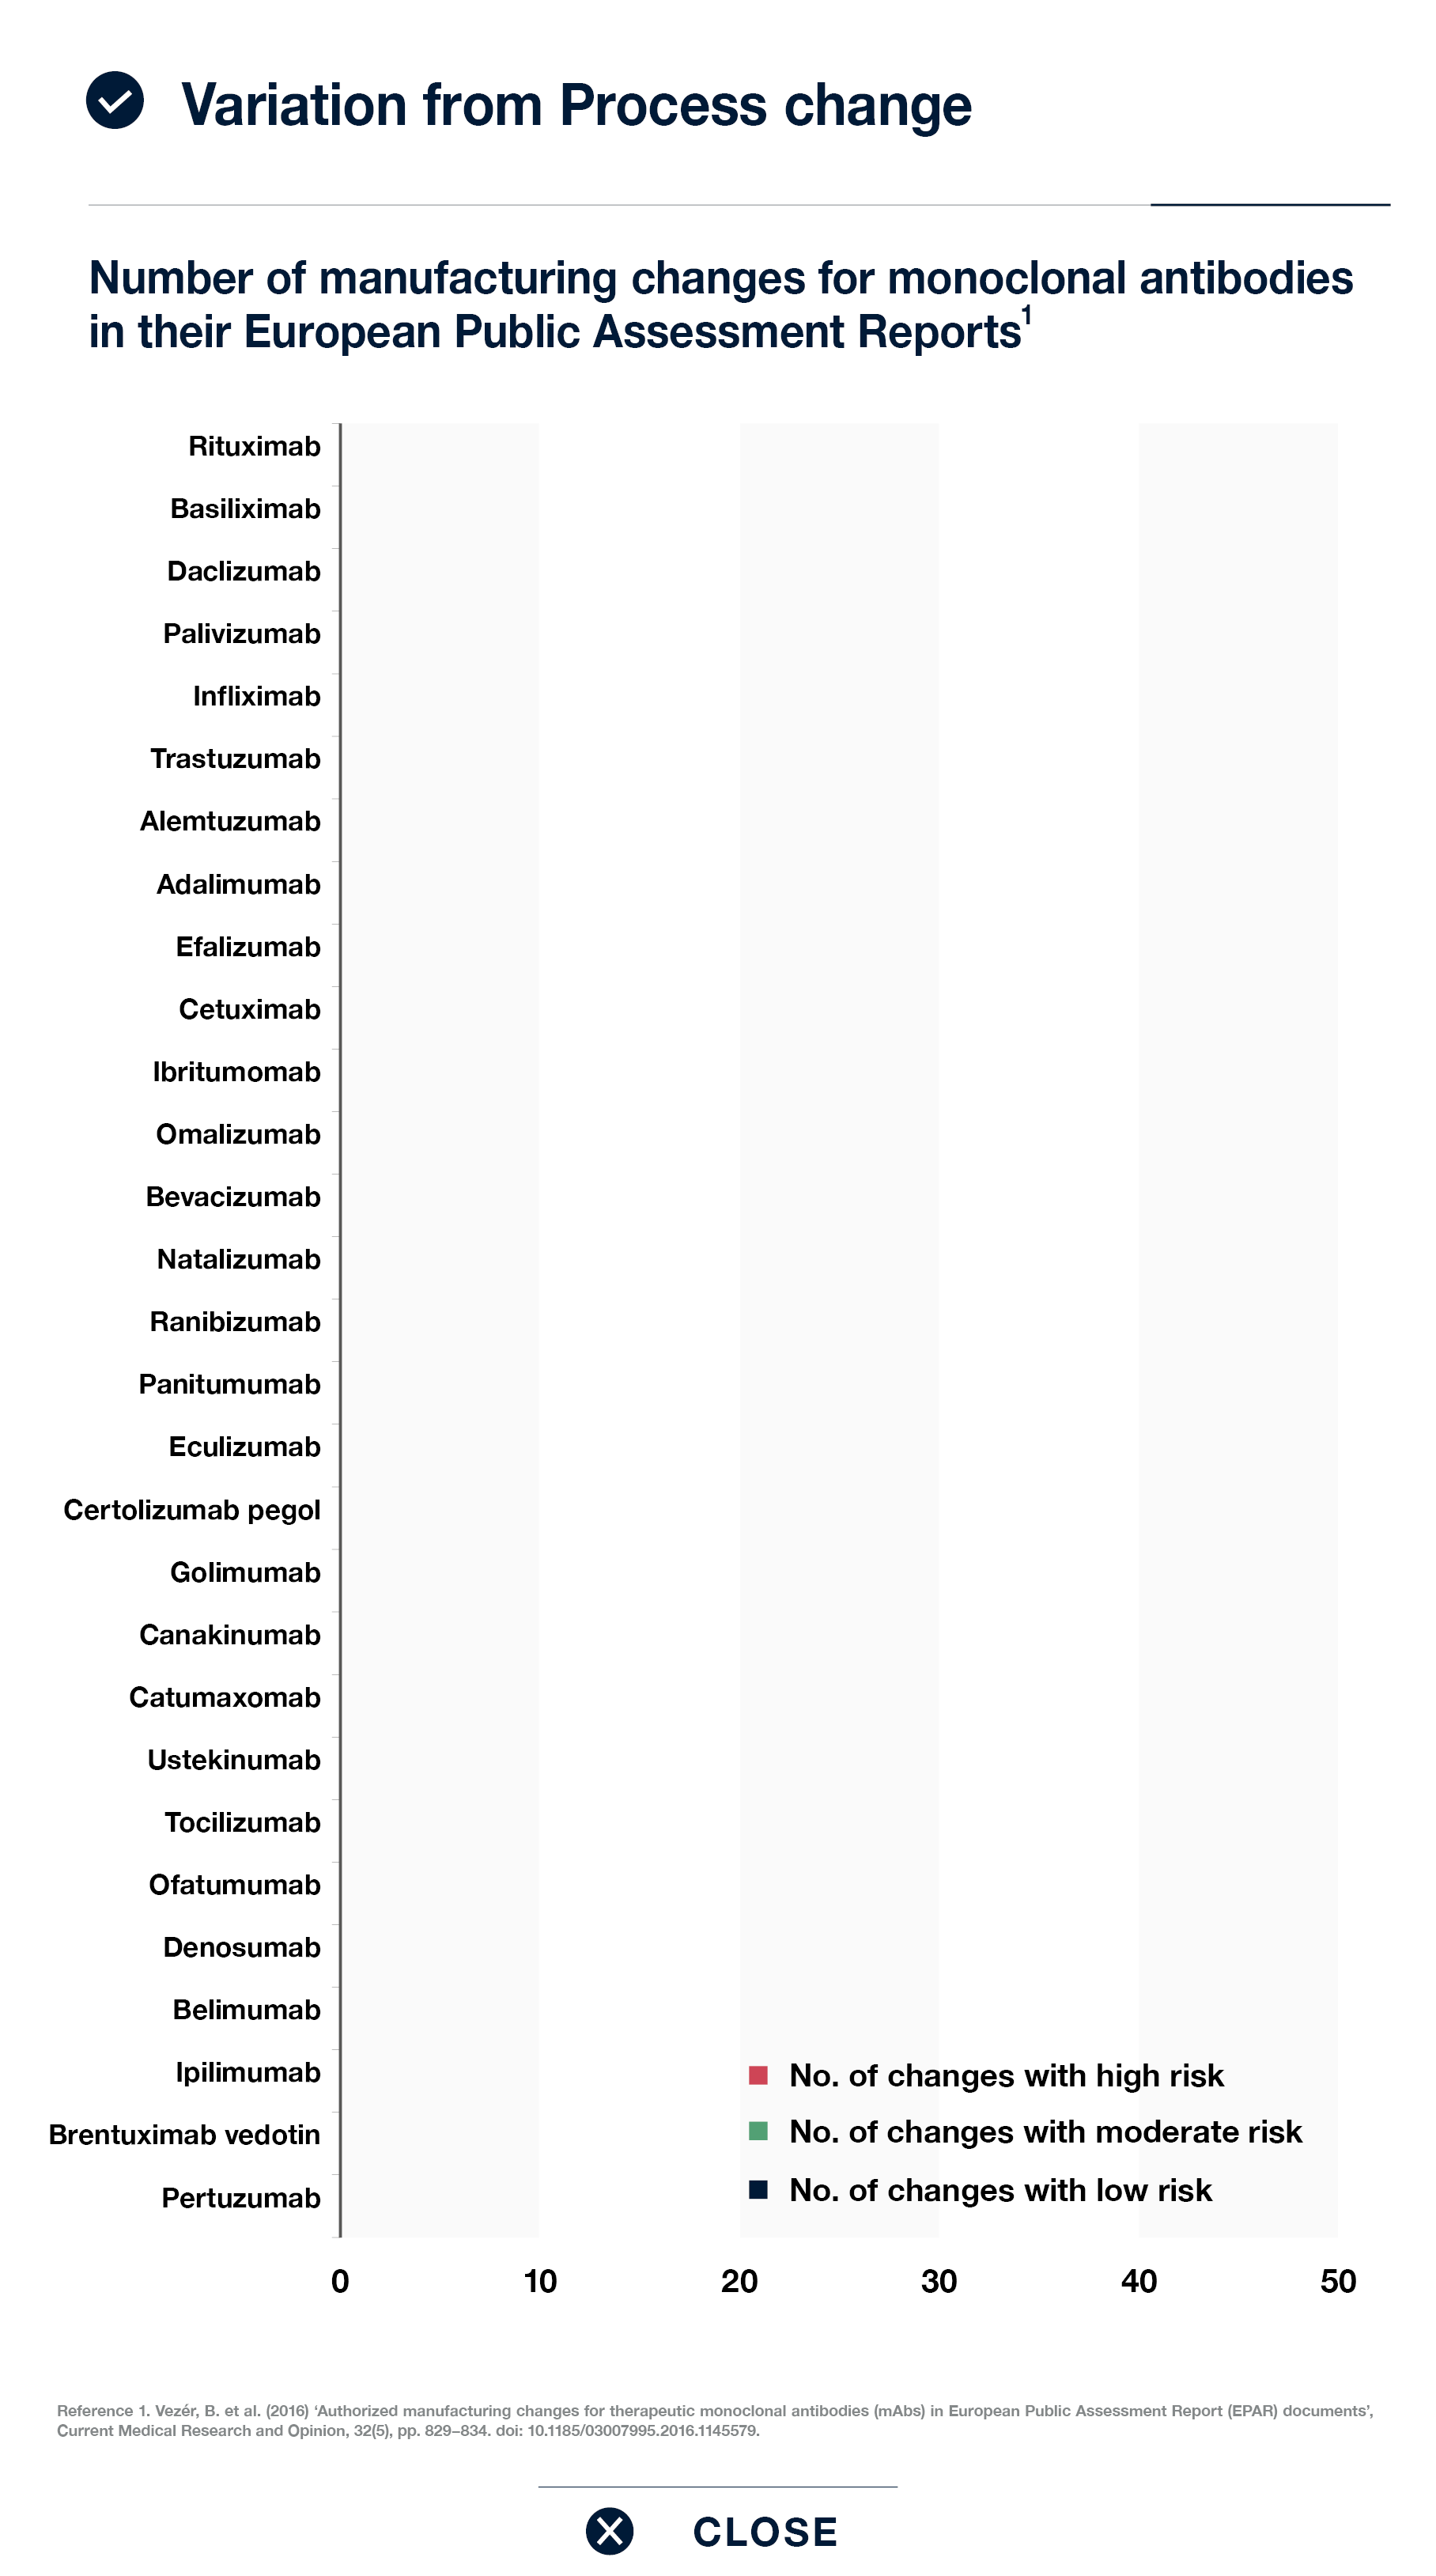 Variation from Process change
Number of manufacturing changes for monoclonal antibodies
in their European Public Assessment Reports1
Rituximab
Basiliximab
Daclizumab
Palivizumab
Infliximab
Trastuzumab
Alemtuzumab
Adalimumab
Efalizumab
Cetuximab
Ibritumomab
Omalizumab
Bevacizumab
Natalizumab
Ranibizumab
Panitumumab
Eculizumab
Certolizumab pegol
Golimumab
Canakinumab
Catumaxomab
Ustekinumab
Tocilizumab
Ofatumumab
Denosumab
Belimumab
Ipilimumab
Brentuximab vedotin
Pertuzumab
No. of changes with high risk
No. of changes with moderate risk
No. of changes with low risk
0 10 20 30 40 50
Reference 1. Vezér, B. et al. (2016) ‘Authorized manufacturing changes for therapeutic monoclonal antibodies (mAbs) in European Public Assessment Report (EPAR) documents’,
Current Medical Research and Opinion, 32(5), pp. 829–834. doi: 10.1185/03007995.2016.1145579.
CLOSE